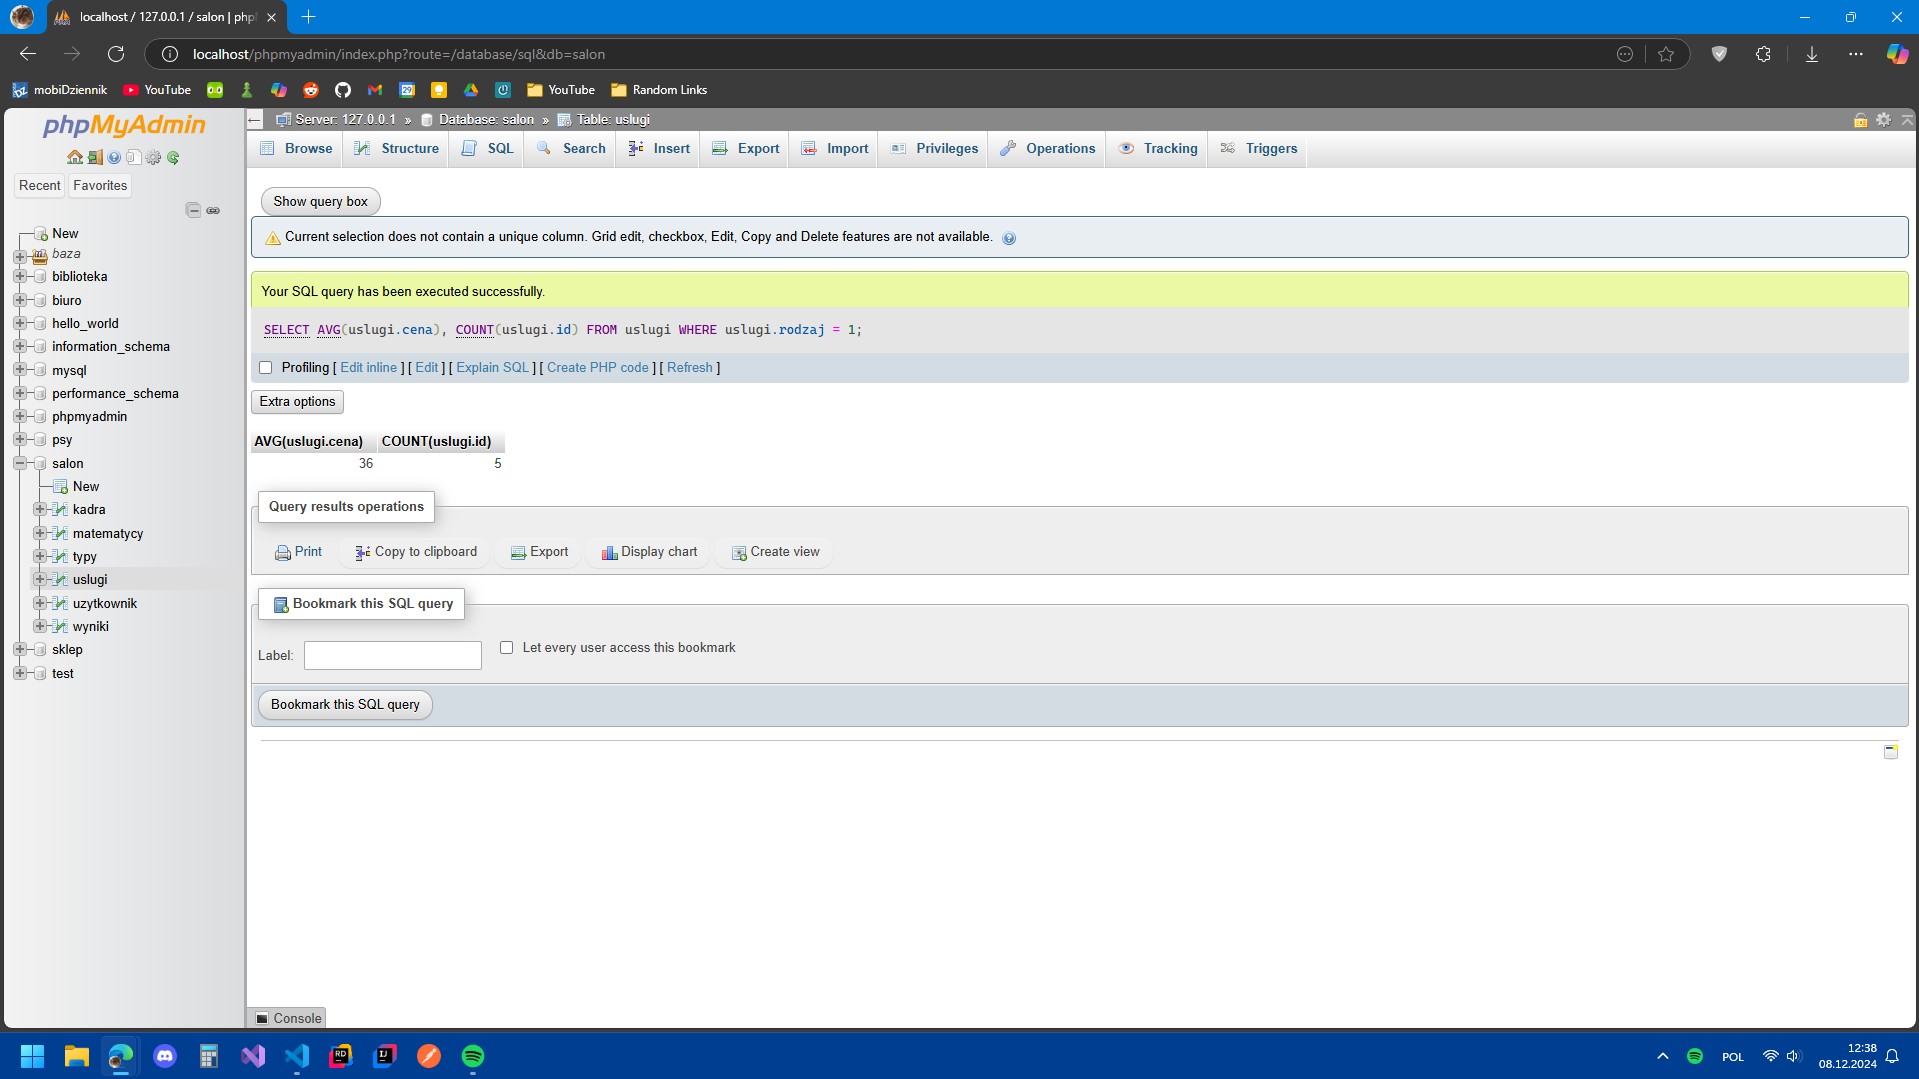 localhost / 127.0.0.1 / salon | php
localhost/phpmyadmin/index.php?route=/database/sql&db=salon
mobiDziennik YouTube YouTube Random Links
phpMyAdmin
Recent Favorites
New
baza
biblioteka
biuro
hello_world
information_schema
mysql
performance_schema
phpmyadmin
psy
salon
New
kadra
matematycy
typy
uslugi
uzytkownik
wyniki
sklep
test
Server: 127.0.0.1 » Database: salon » Table: uslugi
Browse Structure SQL Search Insert Export Import Privileges Operations Tracking Triggers
Show query box
Current selection does not contain a unique column. Grid edit, checkbox, Edit, Copy and Delete features are not available.
Your SQL query has been executed successfully.
SELECT AVG(uslugi.cena), COUNT(uslugi.id) FROM uslugi WHERE uslugi.rodzaj = 1;
Profiling [ Edit inline ] [ Edit ] [ Explain SQL ] [ Create PHP code ] [ Refresh ]
Extra options
AVG(uslugi.cena) COUNT(uslugi.id)
36 5
Query results operations
Print Copy to clipboard Export Display chart Create view
Bookmark this SQL query
Label: Let every user access this bookmark
Bookmark this SQL query
Console
RD IJ POL 12:38
08.12.2024